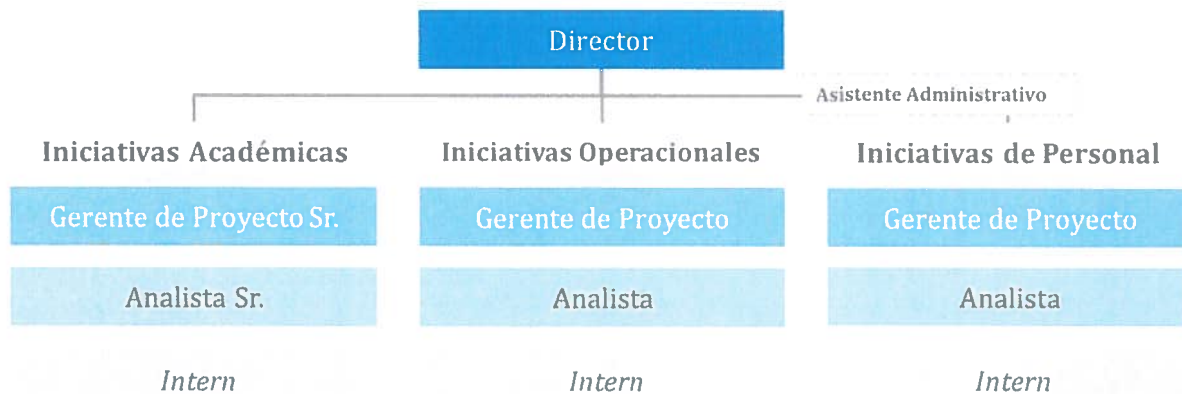 Director
Asistente Administrativo
Iniciativas Académicas
Iniciativas Operacionales
Iniciativas de Personal
Gerente de Proyecto Sr.
Gerente de Proyecto
Gerente de Proyecto
Analista Sr.
Analista
Analista
Intern
Intern
Intern